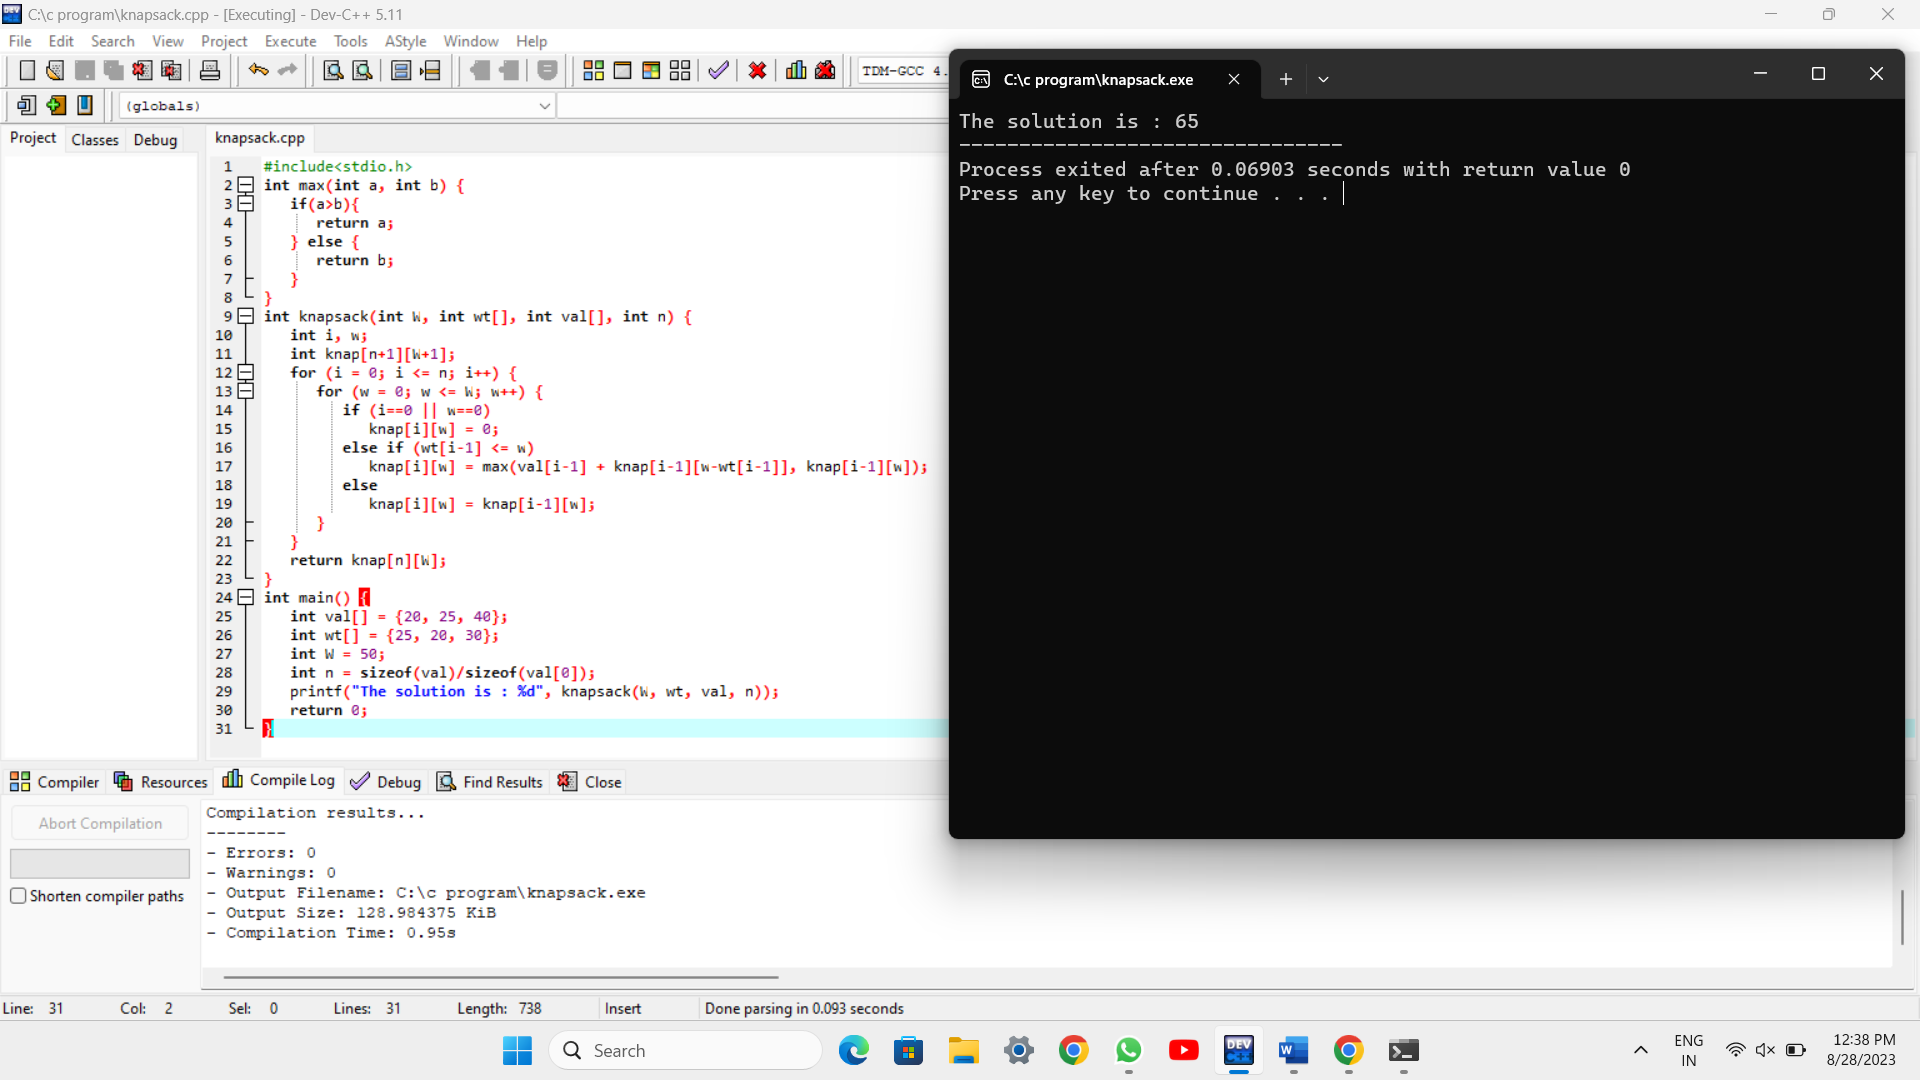 C:\c program\knapsack.cpp - [Executing] - Dev-C++ 5.11
File Edit Search View Project Execute Tools AStyle Window Help
TDM-GCC 4.
(globals)
Project Classes Debug
knapsack.cpp
1 #include<stdio.h>
2 int max(int a, int b) {
3 if(a>b){
4 return a;
5 } else {
6 return b;
7 }
8 }
9 int knapsack(int W, int wt[], int val[], int n) {
10 int i, w;
11 int knap[n+1][W+1];
12 for (i = 0; i <= n; i++) {
13 for (w = 0; w <= W; w++) {
14 if (i==0 || w==0)
15 knap[i][w] = 0;
16 else if (wt[i-1] <= w)
17 knap[i][w] = max(val[i-1] + knap[i-1][w-wt[i-1]], knap[i-1][w]);
18 else
19 knap[i][w] = knap[i-1][w];
20 }
21 }
22 return knap[n][W];
23 }
24 int main() {
25 int val[] = {20, 25, 40};
26 int wt[] = {25, 20, 30};
27 int W = 50;
28 int n = sizeof(val)/sizeof(val[0]);
29 printf("The solution is : %d", knapsack(W, wt, val, n));
30 return 0;
31 }
C:\c program\knapsack.exe
The solution is : 65
--------------------------------
Process exited after 0.06903 seconds with return value 0
Press any key to continue . . .
Compiler Resources Compile Log Debug Find Results Close
Abort Compilation
Shorten compiler paths
Compilation results...
--------
- Errors: 0
- Warnings: 0
- Output Filename: C:\c program\knapsack.exe
- Output Size: 128.984375 KiB
- Compilation Time: 0.95s
Line: 31 Col: 2 Sel: 0 Lines: 31 Length: 738 Insert Done parsing in 0.093 seconds
Search
DEV
W
ENG
IN
12:38 PM
8/28/2023